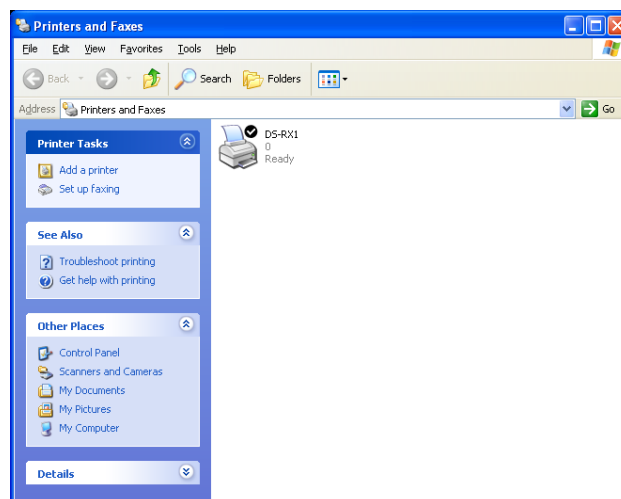 Printers and Faxes
File Edit View Favorites Tools Help
Back Search Folders
Address Printers and Faxes Go
Printer Tasks
Add a printer
Set up faxing
See Also
Troubleshoot printing
Get help with printing
Other Places
Control Panel
Scanners and Cameras
My Documents
My Pictures
My Computer
Details
DS-RX1
0
Ready